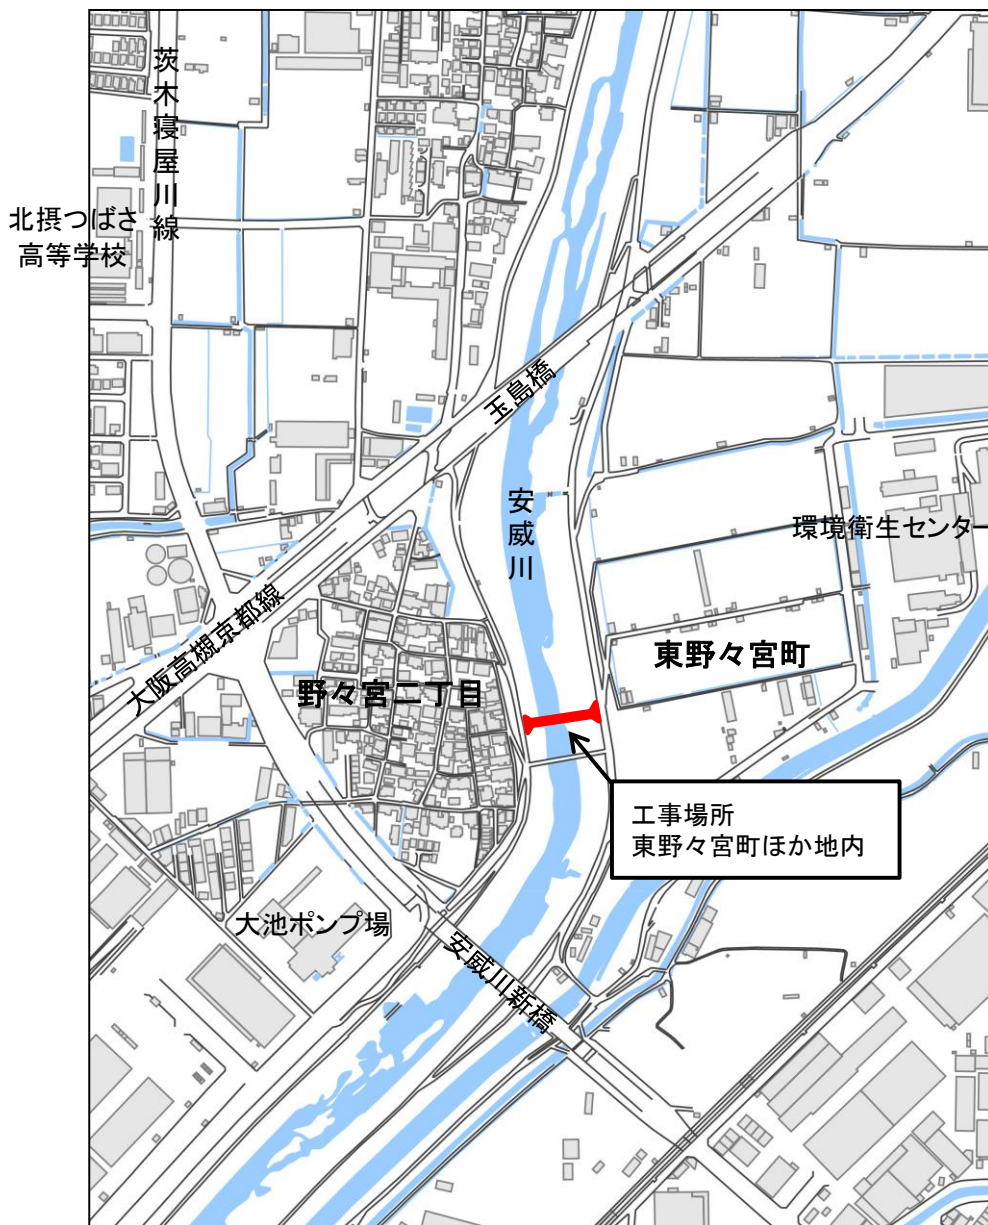 茨木寝屋川線
北摂つばさ
高等学校
玉島橋
安威川
環境衛生センター
大阪高槻京都線
東野々宮町
野々宮二丁目
工事場所
東野々宮町ほか地内
大池ポンプ場
安威川新橋